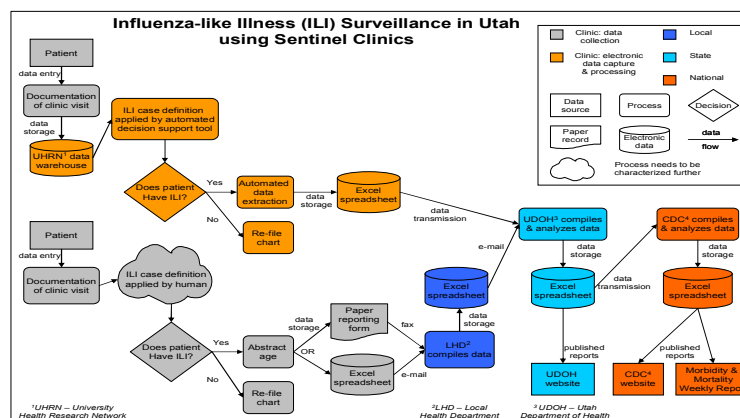 Influenza-like Illness (ILI) Surveillance in Utah
using Sentinel Clinics
Clinic: data
collection
Clinic: electronic
data capture
& processing
Local
State
National
Data
source
Process
Decision
Paper
record
Electronic
data
data
flow
Process needs to be
characterized further
Patient
data entry
Documentation
of clinic visit
data
storage
UHRN¹ data
warehouse
ILI case definition
applied by automated
decision support tool
Does patient
Have ILI?
Yes
No
Automated
data extraction
Re-file
chart
data
storage
Excel
spreadsheet
data
transmission
UDOH³ compiles
& analyzes data
data
storage
Excel
spreadsheet
data
transmission
CDC⁴ compiles
& analyzes data
data
storage
Excel
spreadsheet
published
reports
UDOH
website
published
reports
CDC⁴
website
Morbidity &
Mortality
Weekly Report
Patient
data entry
Documentation
of clinic visit
ILI case definition
applied by human
Does patient
Have ILI?
Yes
No
Abstract
age
Re-file
chart
data
storage
OR
Paper
reporting
form
Excel
spreadsheet
fax
e-mail
LHD²
compiles data
data
storage
Excel
spreadsheet
e-mail
¹UHRN – University
Health Research Network
²LHD – Local
Health Department
³ UDOH – Utah
Department of Health